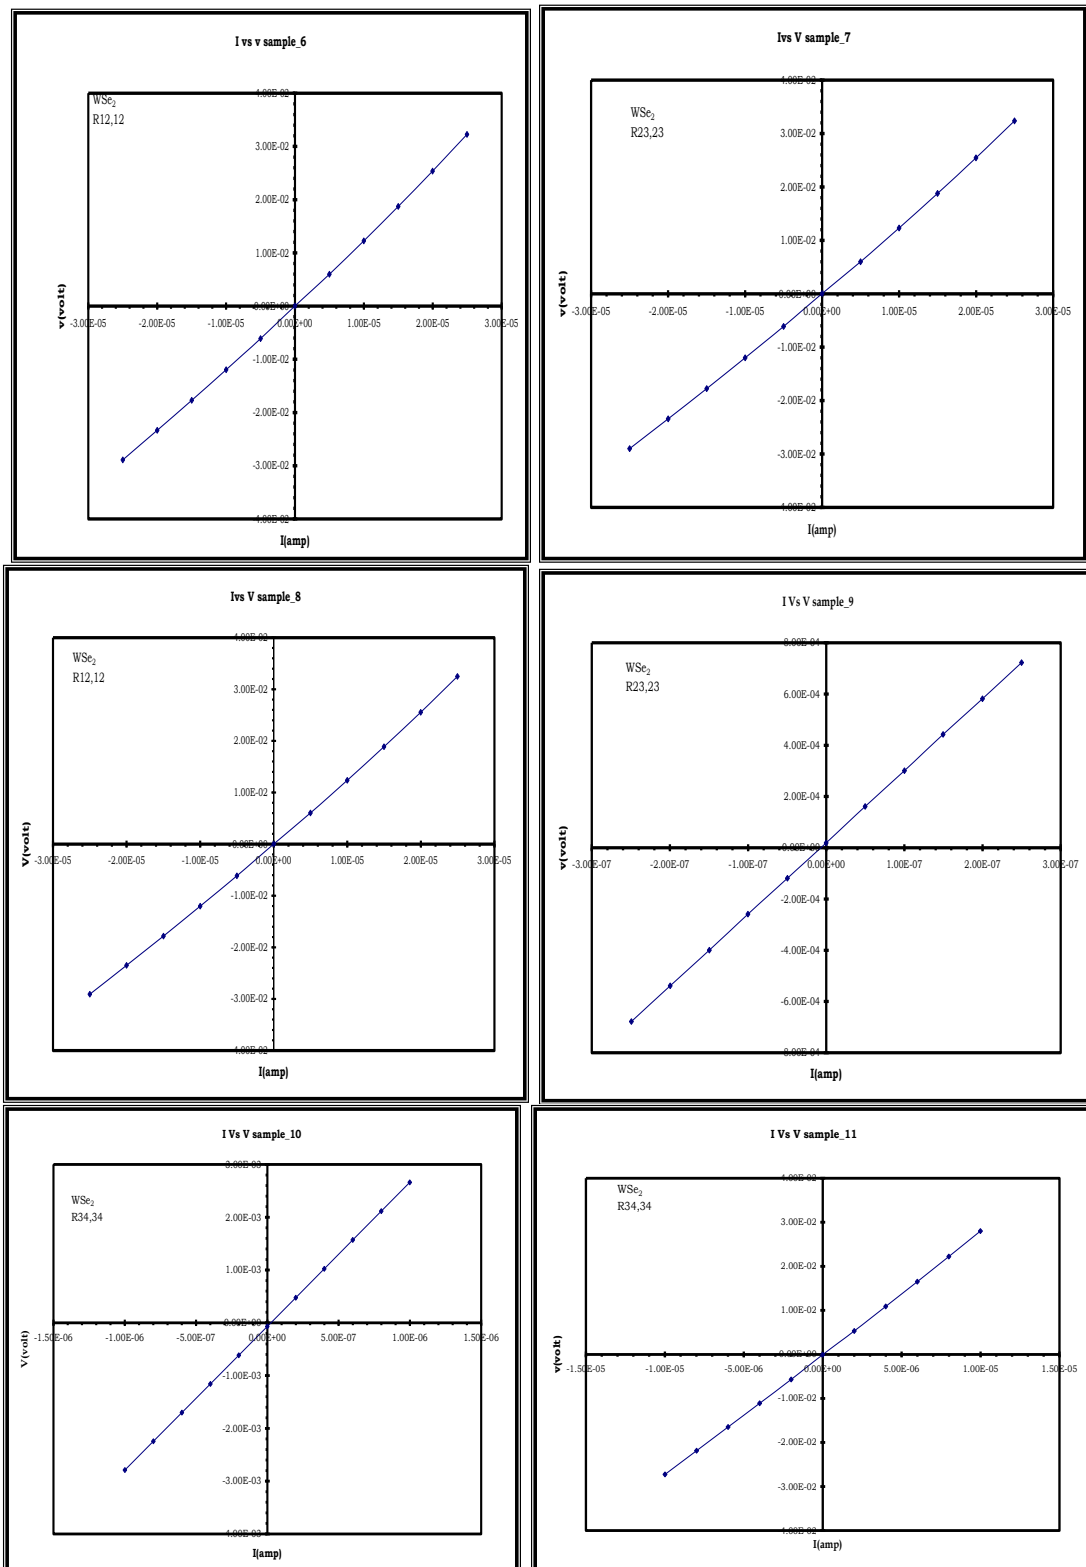 I vs v sample_6
WSe₂
R12,12
4.00E-02
3.00E-02
2.00E-02
1.00E-02
0.00E+00
-1.00E-02
-2.00E-02
-3.00E-02
-4.00E-02
-3.00E-05 -2.00E-05 -1.00E-05 0.00E+00 1.00E-05 2.00E-05 3.00E-05
v(volt)
I(amp)
Ivs V sample_7
WSe₂
R23,23
4.00E-02
3.00E-02
2.00E-02
1.00E-02
0.00E+00
-1.00E-02
-2.00E-02
-3.00E-02
-4.00E-02
-3.00E-05 -2.00E-05 -1.00E-05 0.00E+00 1.00E-05 2.00E-05 3.00E-05
v(volt)
I(amp)
Ivs V sample_8
WSe₂
R12,12
4.00E-02
3.00E-02
2.00E-02
1.00E-02
0.00E+00
-1.00E-02
-2.00E-02
-3.00E-02
-4.00E-02
-3.00E-05 -2.00E-05 -1.00E-05 0.00E+00 1.00E-05 2.00E-05 3.00E-05
V(volt)
I(amp)
I Vs V sample_9
WSe₂
R23,23
8.00E-04
6.00E-04
4.00E-04
2.00E-04
0.00E+00
-2.00E-04
-4.00E-04
-6.00E-04
-8.00E-04
-3.00E-07 -2.00E-07 -1.00E-07 0.00E+00 1.00E-07 2.00E-07 3.00E-07
v(volt)
I(amp)
I Vs V sample_10
WSe₂
R34,34
3.00E-03
2.00E-03
1.00E-03
0.00E+00
-1.00E-03
-2.00E-03
-3.00E-03
-4.00E-03
-1.50E-06 -1.00E-06 -5.00E-07 0.00E+00 5.00E-07 1.00E-06 1.50E-06
V(volt)
I(amp)
I Vs V sample_11
WSe₂
R34,34
4.00E-02
3.00E-02
2.00E-02
1.00E-02
0.00E+00
-1.00E-02
-2.00E-02
-3.00E-02
-4.00E-02
-1.50E-05 -1.00E-05 -5.00E-06 0.00E+00 5.00E-06 1.00E-05 1.50E-05
v(volt)
I(amp)